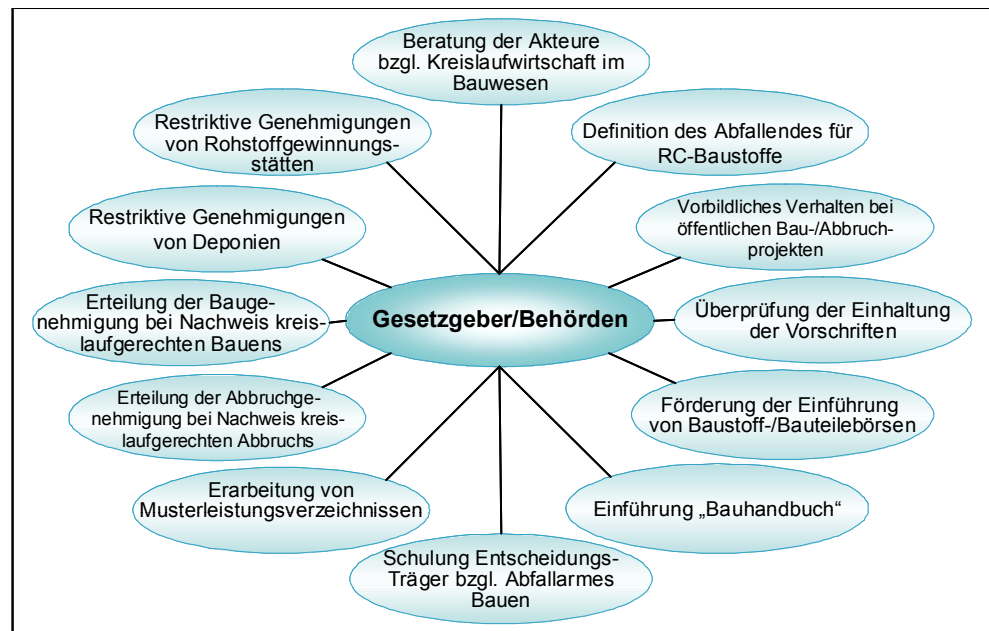 Beratung der Akteure
bzgl. Kreislaufwirtschaft im
Bauwesen
Restriktive Genehmigungen
von Rohstoffgewinnungs-
stätten
Definition des Abfallendes für
RC-Baustoffe
Restriktive Genehmigungen
von Deponien
Vorbildliches Verhalten bei
öffentlichen Bau-/Abbruch-
projekten
Erteilung der Bauge-
nehmigung bei Nachweis kreis-
laufgerechten Bauens
Gesetzgeber/Behörden
Überprüfung der Einhaltung
der Vorschriften
Erteilung der Abbruchge-
nehmigung bei Nachweis kreis-
laufgerechten Abbruchs
Förderung der Einführung
von Baustoff-/Bauteilebörsen
Erarbeitung von
Musterleistungsverzeichnissen
Einführung „Bauhandbuch“
Schulung Entscheidungs-
Träger bzgl. Abfallarmes
Bauen